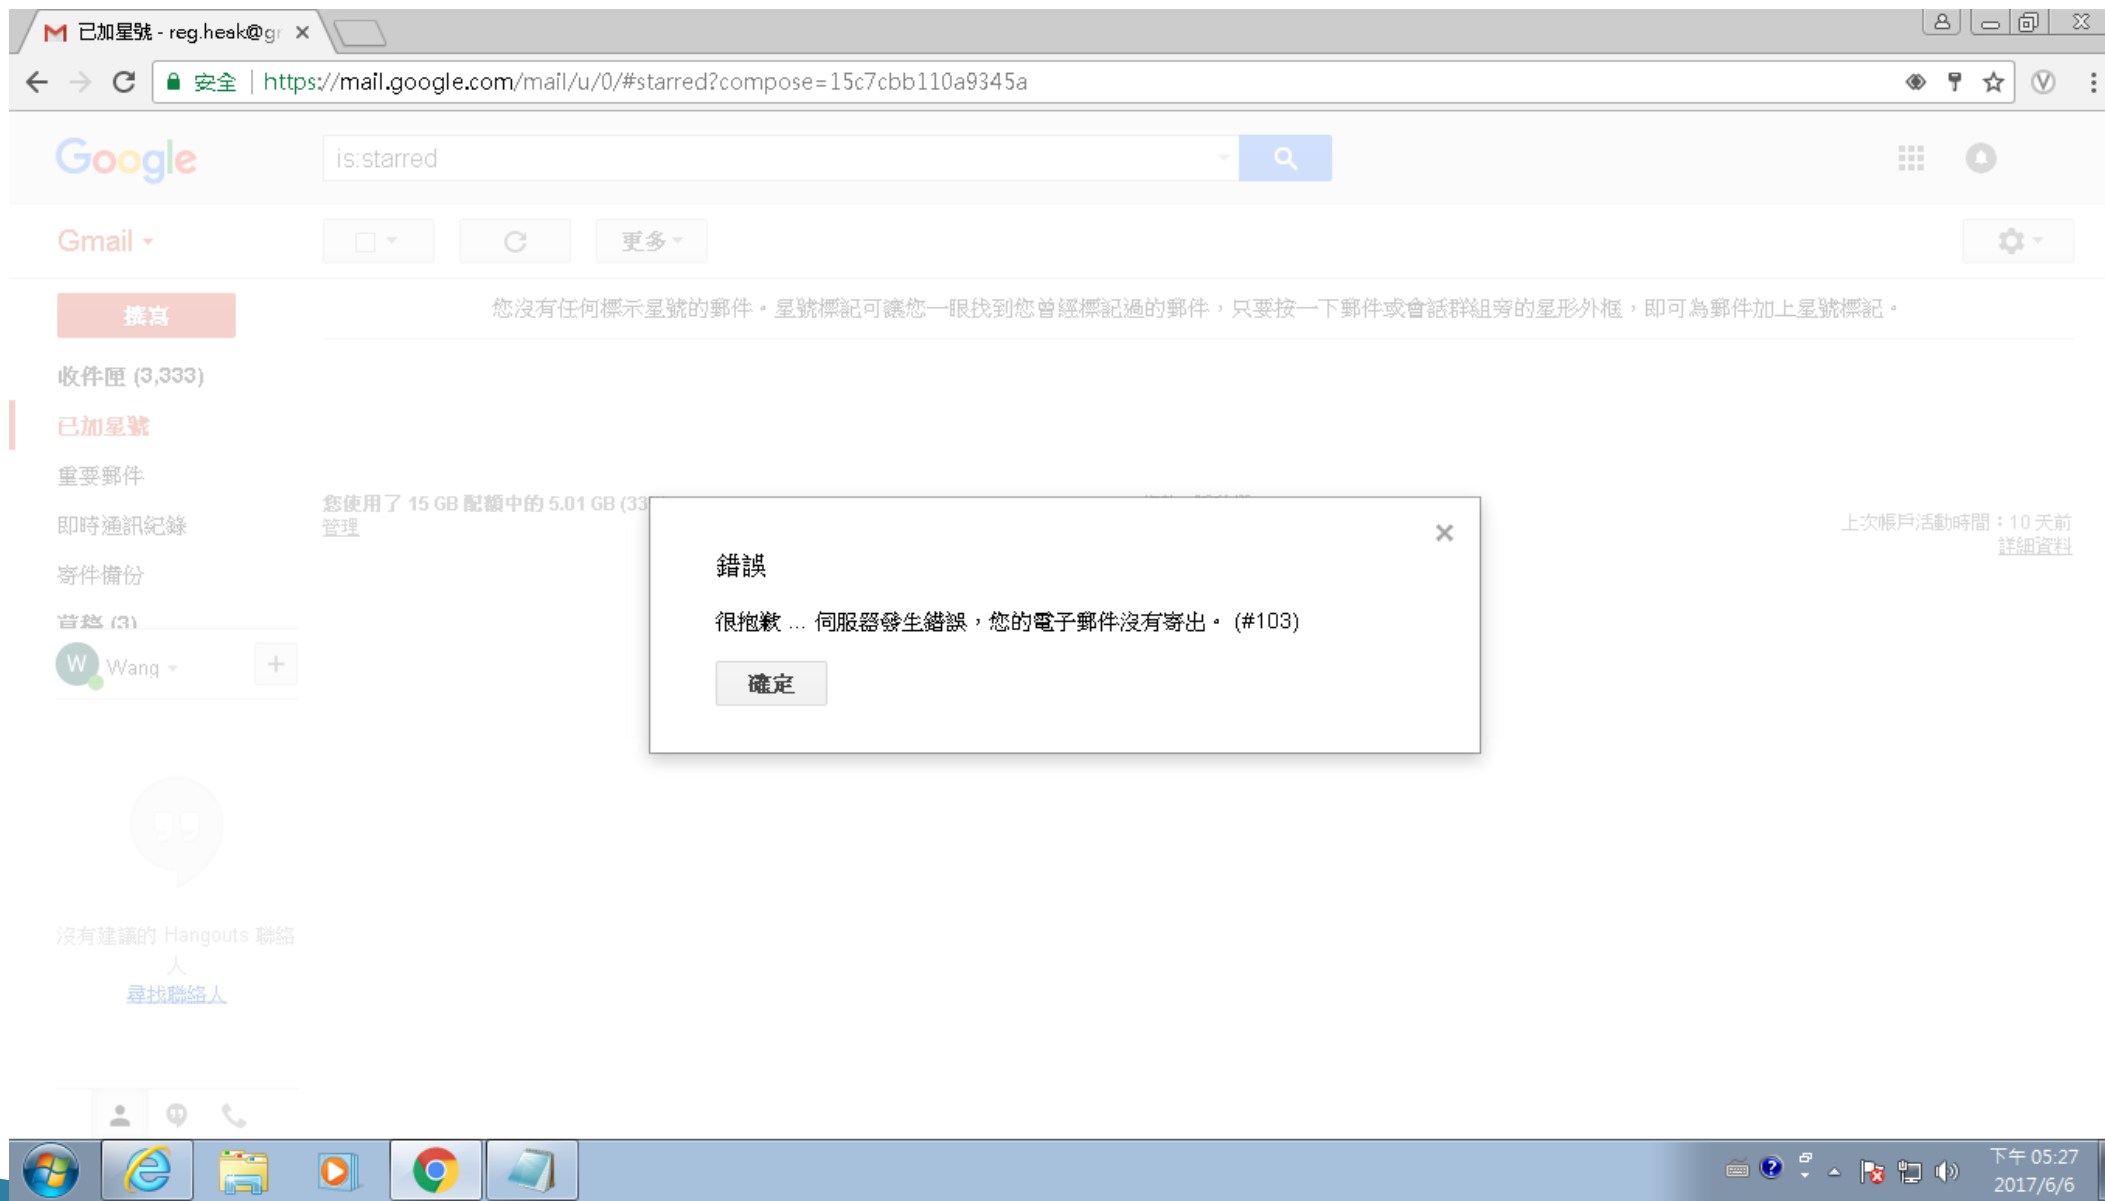 已加星號 - reg.heak@gr
安全 | https://mail.google.com/mail/u/0/#starred?compose=15c7cbb110a9345a
Google
is:starred
Gmail
更多
撰寫
您沒有任何標示星號的郵件。星號標記可讓您一眼找到您曾經標記過的郵件，只要按一下郵件或會話群組旁的星形外框，即可為郵件加上星號標記。
收件匣 (3,333)
已加星號
重要郵件
即時通訊紀錄
寄件備份
草稿 (3)
W Wang
您使用了 15 GB 配額中的 5.01 GB (33
管理
上次帳戶活動時間：10 天前
詳細資料
錯誤
很抱歉 ... 伺服器發生錯誤，您的電子郵件沒有寄出。 (#103)
確定
沒有建議的 Hangouts 聯絡
人
尋找聯絡人
下午 05:27
2017/6/6